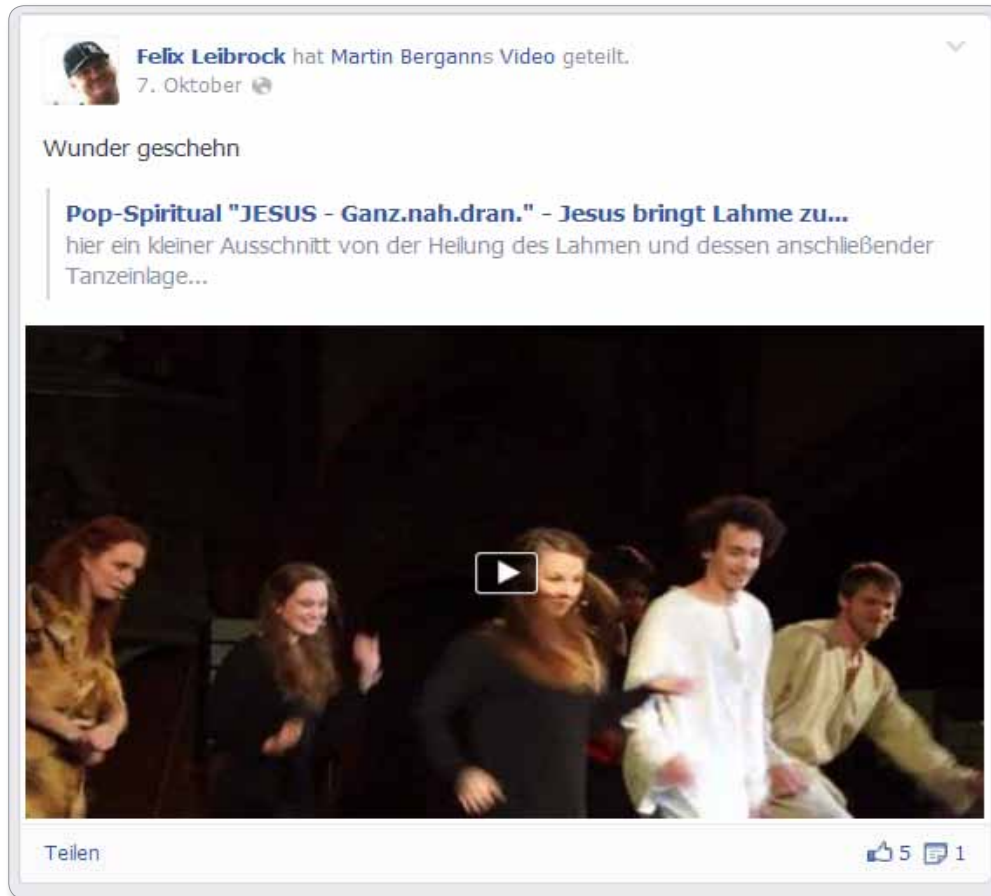 Felix Leibrock hat Martin Berganns Video geteilt.
7. Oktober
Wunder geschehn
Pop-Spiritual "JESUS - Ganz.nah.dran." - Jesus bringt Lahme zu...
hier ein kleiner Ausschnitt von der Heilung des Lahmen und dessen anschließender
Tanzeinlage...
Teilen 5 1